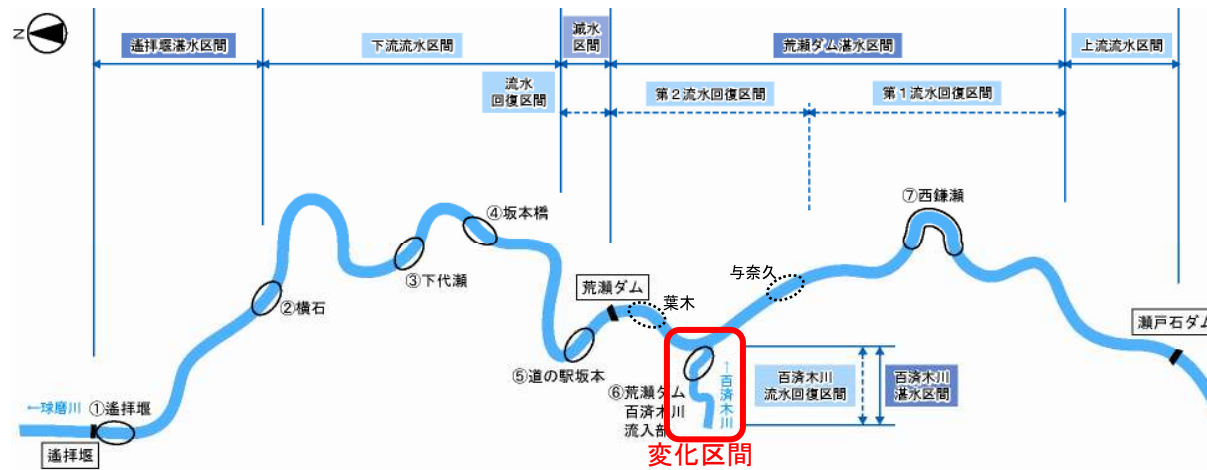 N
遙拝堰湛水区間
下流流水区間
減水
区間
荒瀬ダム湛水区間
上流流水区間
流水
回復区間
第2流水回復区間
第1流水回復区間
⑦西鎌瀬
④坂本橋
③下代瀬
②横石
荒瀬ダム
葉木
与奈久
瀬戸石ダム
⑤道の駅坂本
⑥荒瀬ダム
百済木川
流入部
↑百済木川
百済木川
流水回復区間
百済木川
湛水区間
←球磨川
①遙拝堰
遙拝堰
変化区間